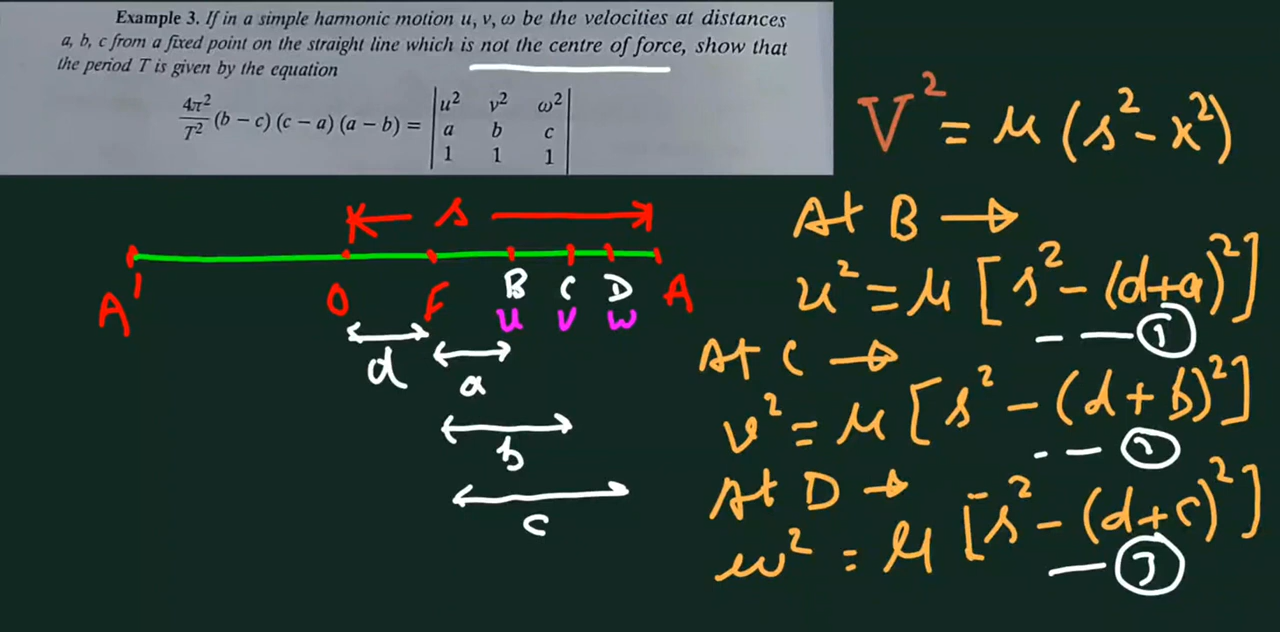 Example 3. If in a simple harmonic motion u, v, ω be the velocities at distances
a, b, c from a fixed point on the straight line which is not the centre of force, show that
the period T is given by the equation
4π²/T² (b − c) (c − a) (a − b) = | u² v² ω² |
| a b c |
| 1 1 1 |
V² = μ (s² - x²)
s
A' O F B C D A
u v w
d
a
b
c
At B →
u² = μ [s² - (d+a)²]
-- ①
At C →
v² = μ [s² - (d+b)²]
-- ②
At D →
w² = μ [s² - (d+c)²]
— ③